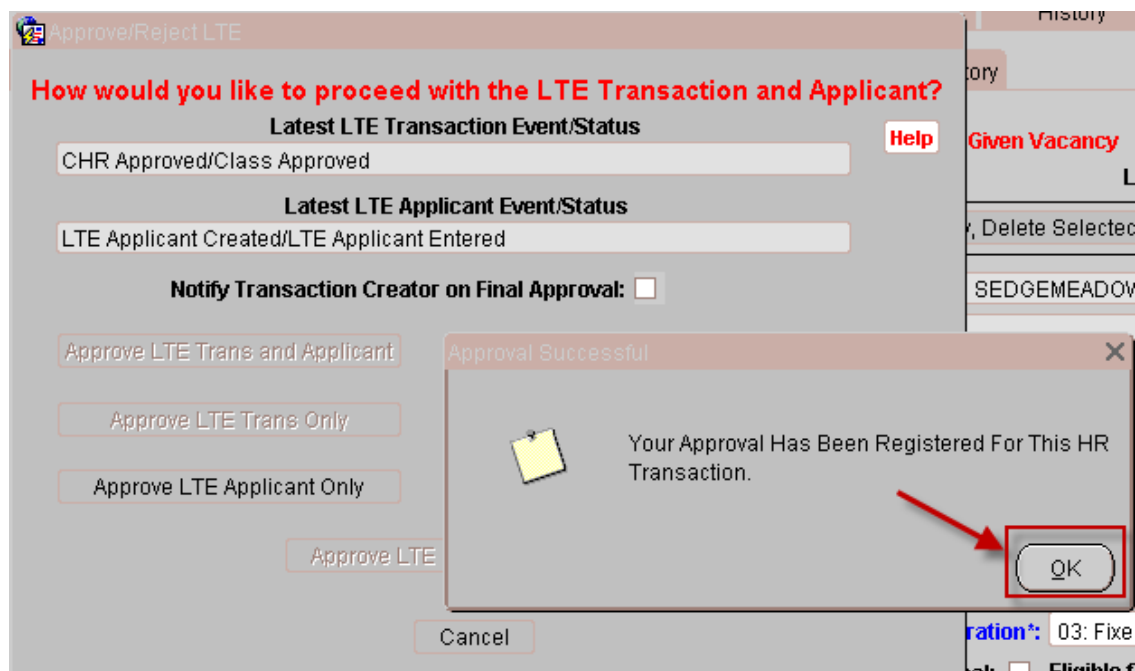 History
Approve/Reject LTE
ory
How would you like to proceed with the LTE Transaction and Applicant?
Latest LTE Transaction Event/Status
Help
Given Vacancy
CHR Approved/Class Approved
L
Latest LTE Applicant Event/Status
, Delete Selected
LTE Applicant Created/LTE Applicant Entered
Notify Transaction Creator on Final Approval:
SEDGEMEADOW
Approve LTE Trans and Applicant
Approval Successful
Approve LTE Trans Only
Your Approval Has Been Registered For This HR
Transaction.
Approve LTE Applicant Only
Approve LTE
OK
Cancel
ration*: 03: Fixe
Eligible f